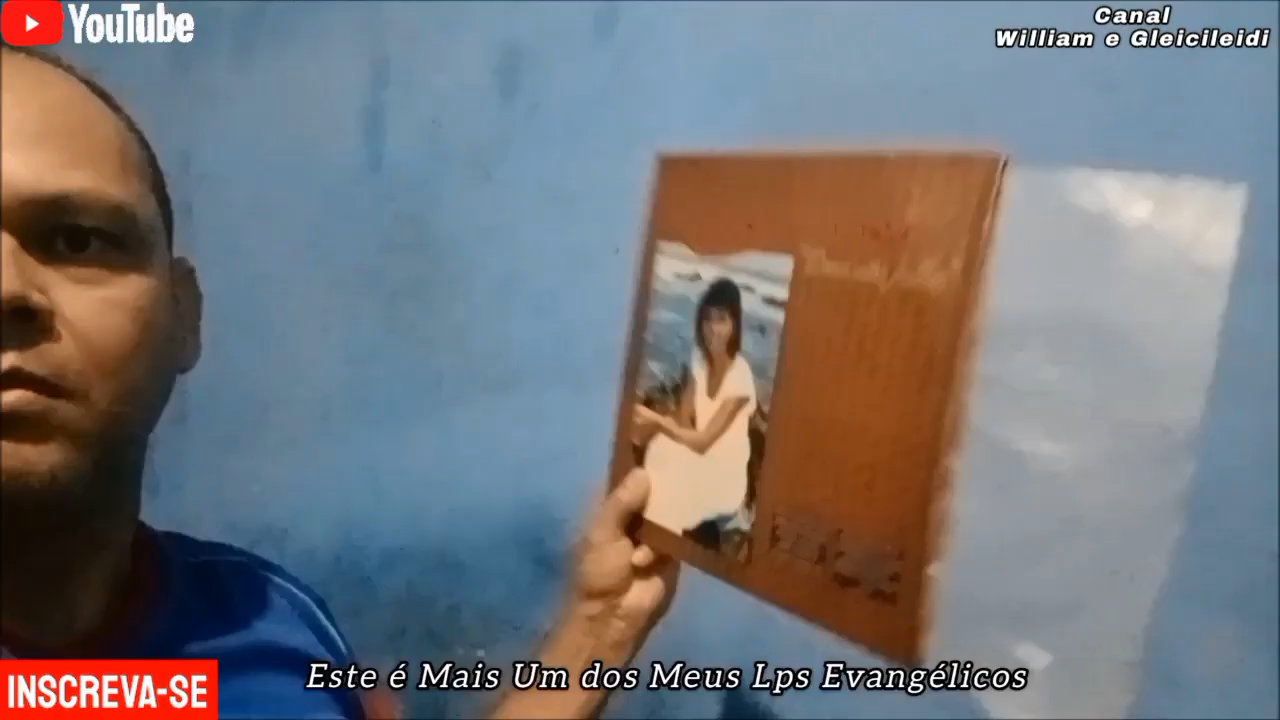 YouTube
Canal
William e Gleicileidi
Este é Mais Um dos Meus Lps Evangélicos
INSCREVA-SE